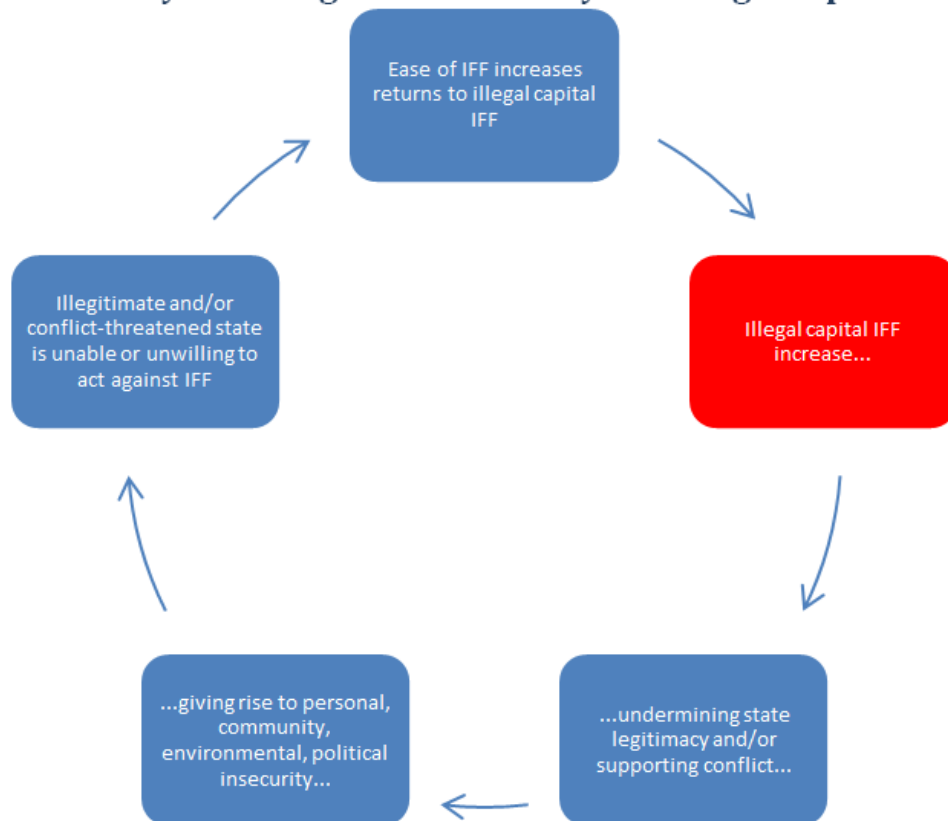 Ease of IFF increases
returns to illegal capital
IFF
Illegal capital IFF
increase...
...undermining state
legitimacy and/or
supporting conflict...
...giving rise to personal,
community,
environmental, political
insecurity...
Illegitimate and/or
conflict-threatened state
is unable or unwilling to
act against IFF